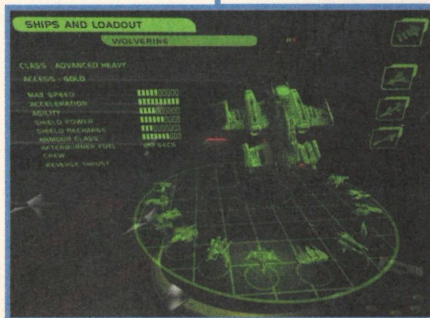 SHIPS AND LOADOUT
WOLVERINE
CLASS : ADVANCED HEAVY
ACCESS : GOLD
MAX SPEED
ACCELERATION
AGILITY
SHIELD POWER
SHIELD RECHARGE
ARMOUR CLASS
AFTERBURNER FUEL SECS
CREW
REVERSE THRUST